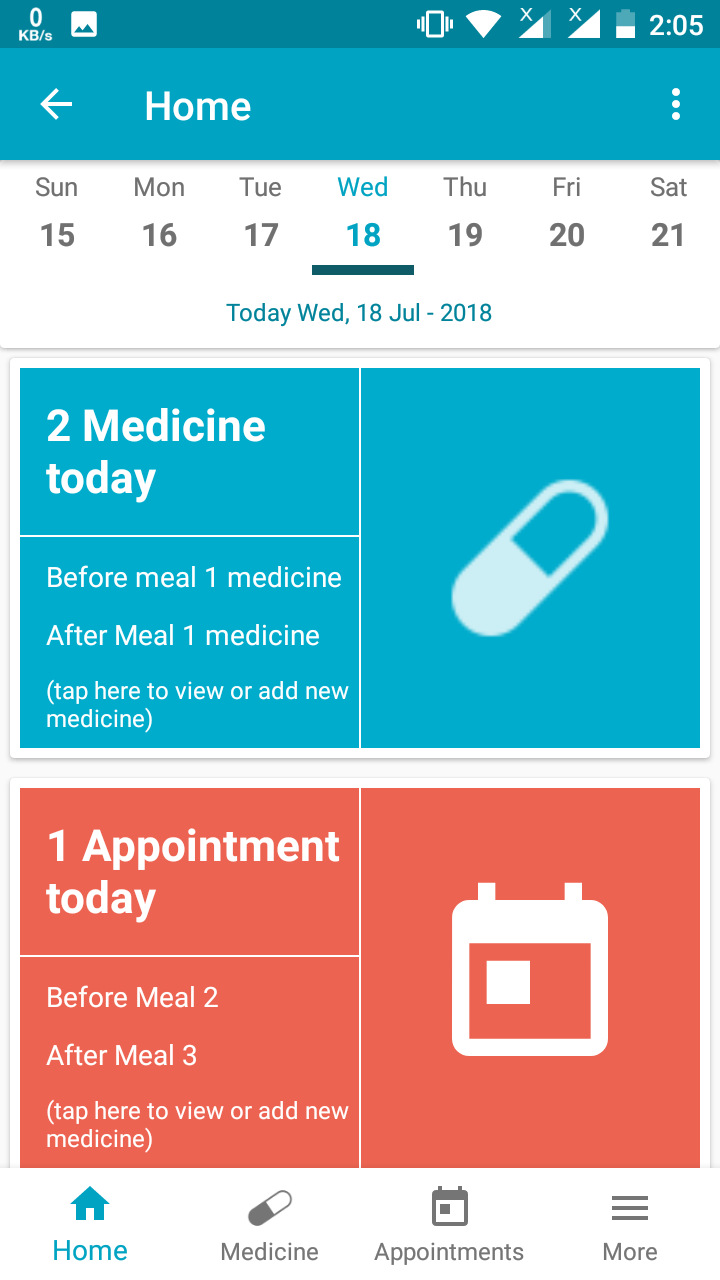 0
KB/s
X
X
2:05
Home
Sun Mon Tue Wed Thu Fri Sat
15 16 17 18 19 20 21
Today Wed, 18 Jul - 2018
2 Medicine
today
Before meal 1 medicine
After Meal 1 medicine
(tap here to view or add new
medicine)
1 Appointment
today
Before Meal 2
After Meal 3
(tap here to view or add new
medicine)
Home Medicine Appointments More